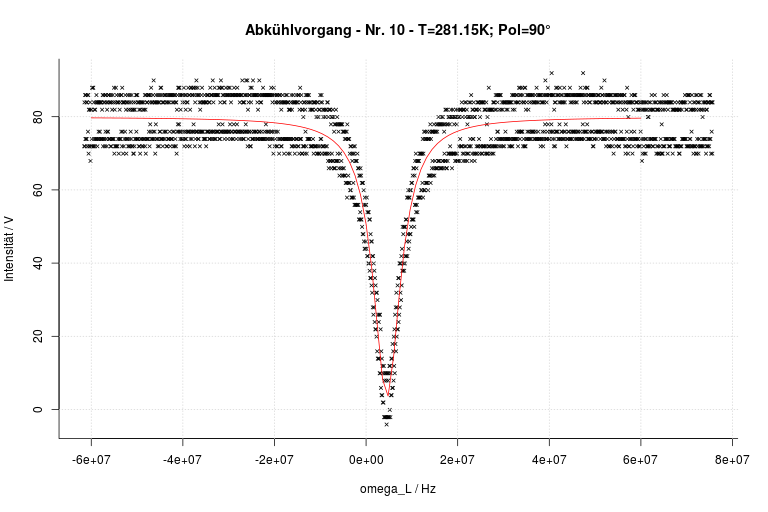 Abkühlvorgang - Nr. 10 - T=281.15K; Pol=90°
Intensität / V
80
60
40
20
0
-6e+07 -4e+07 -2e+07 0e+00 2e+07 4e+07 6e+07 8e+07
omega_L / Hz